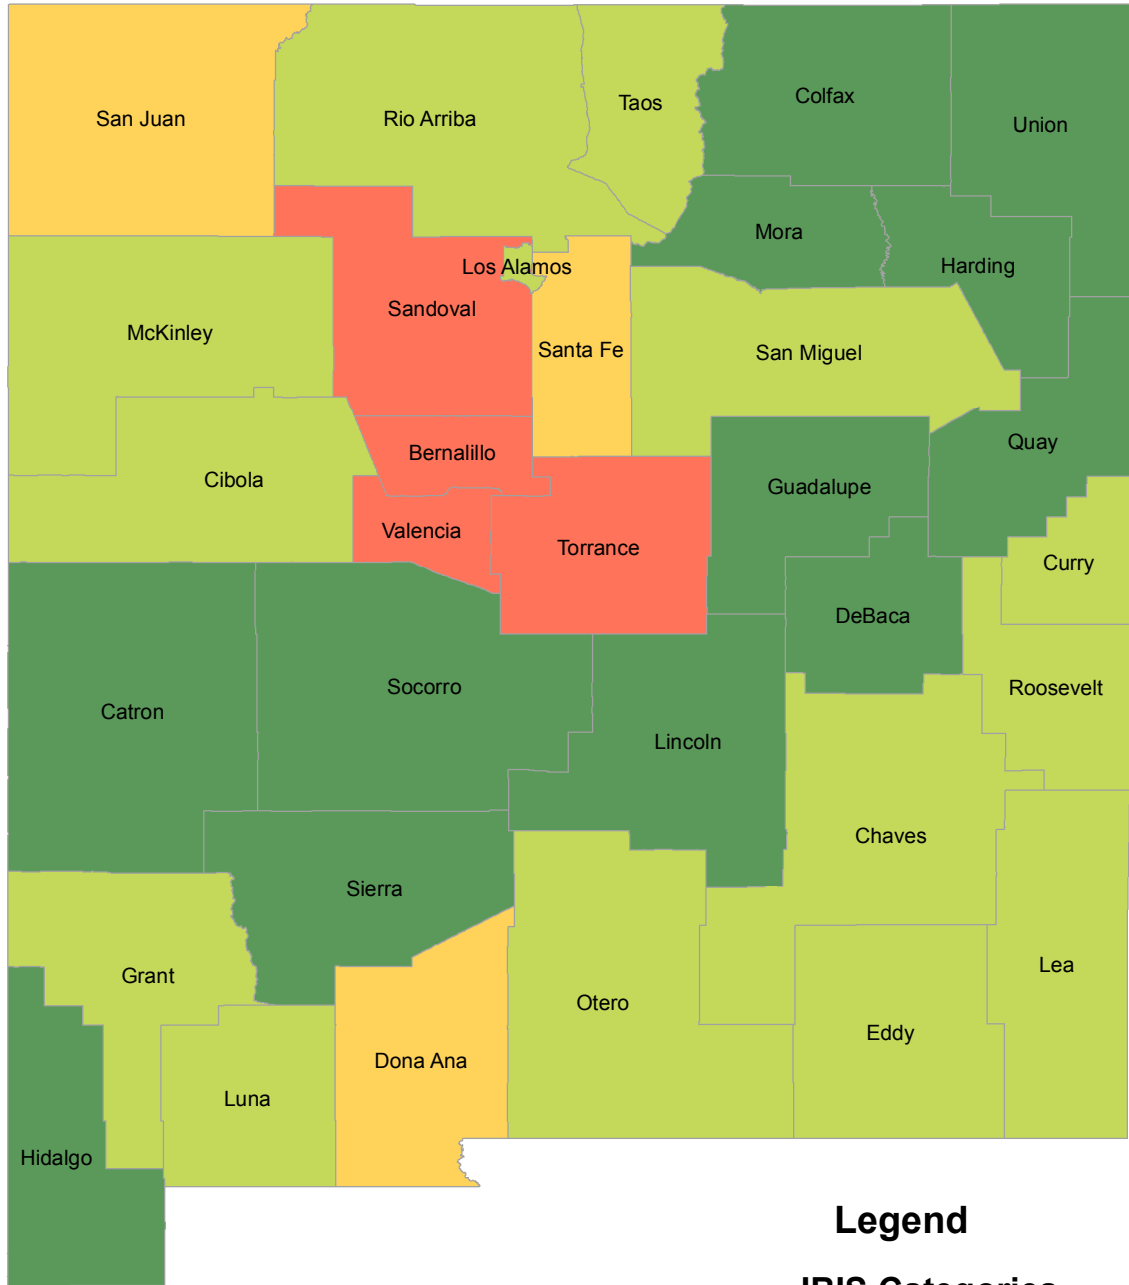 San Juan
Rio Arriba
Taos
Colfax
Union
Mora
Harding
Los Alamos
Sandoval
McKinley
Santa Fe
San Miguel
Quay
Bernalillo
Cibola
Guadalupe
Valencia
Torrance
Curry
DeBaca
Socorro
Roosevelt
Catron
Lincoln
Chaves
Sierra
Lea
Grant
Otero
Eddy
Dona Ana
Luna
Hidalgo
Legend
IBIS Categories